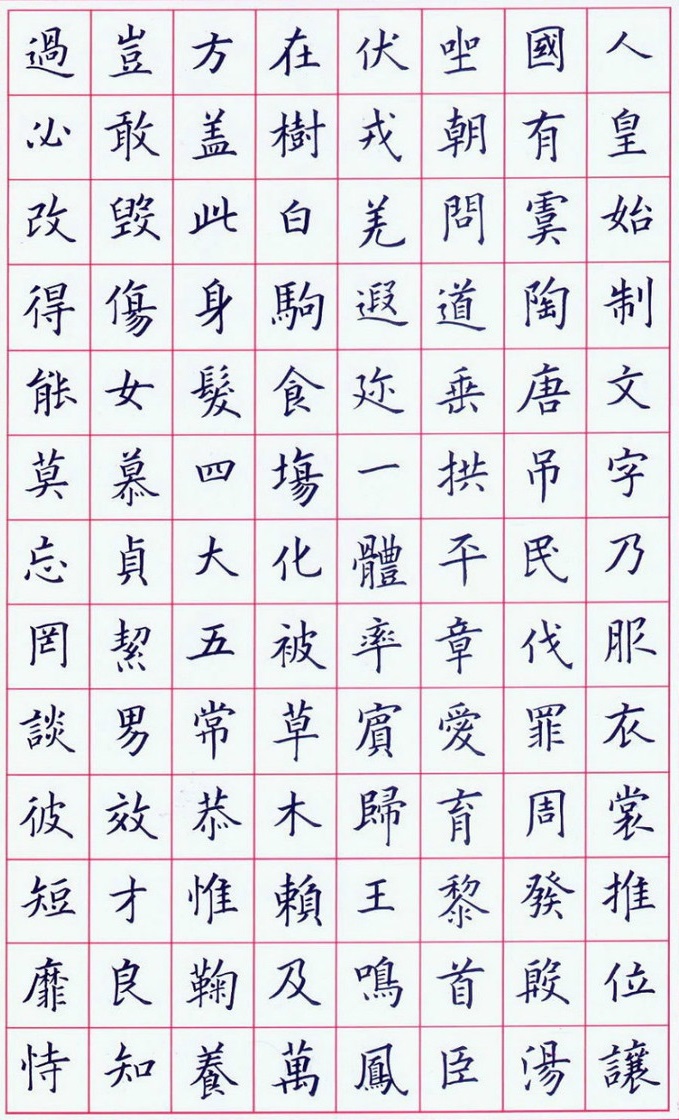 人皇始制文字乃服衣裳推位讓
國有虞陶唐吊民伐罪周發殷湯
坐朝問道垂拱平章愛育黎首臣
伏戎羌遐迩一體率賓歸王鳴鳳
在樹白駒食場化被草木賴及萬
方盖此身髮四大五常恭惟鞠養
豈敢毀傷女慕貞絜男效才良知
過必改得能莫忘罔談彼短靡恃